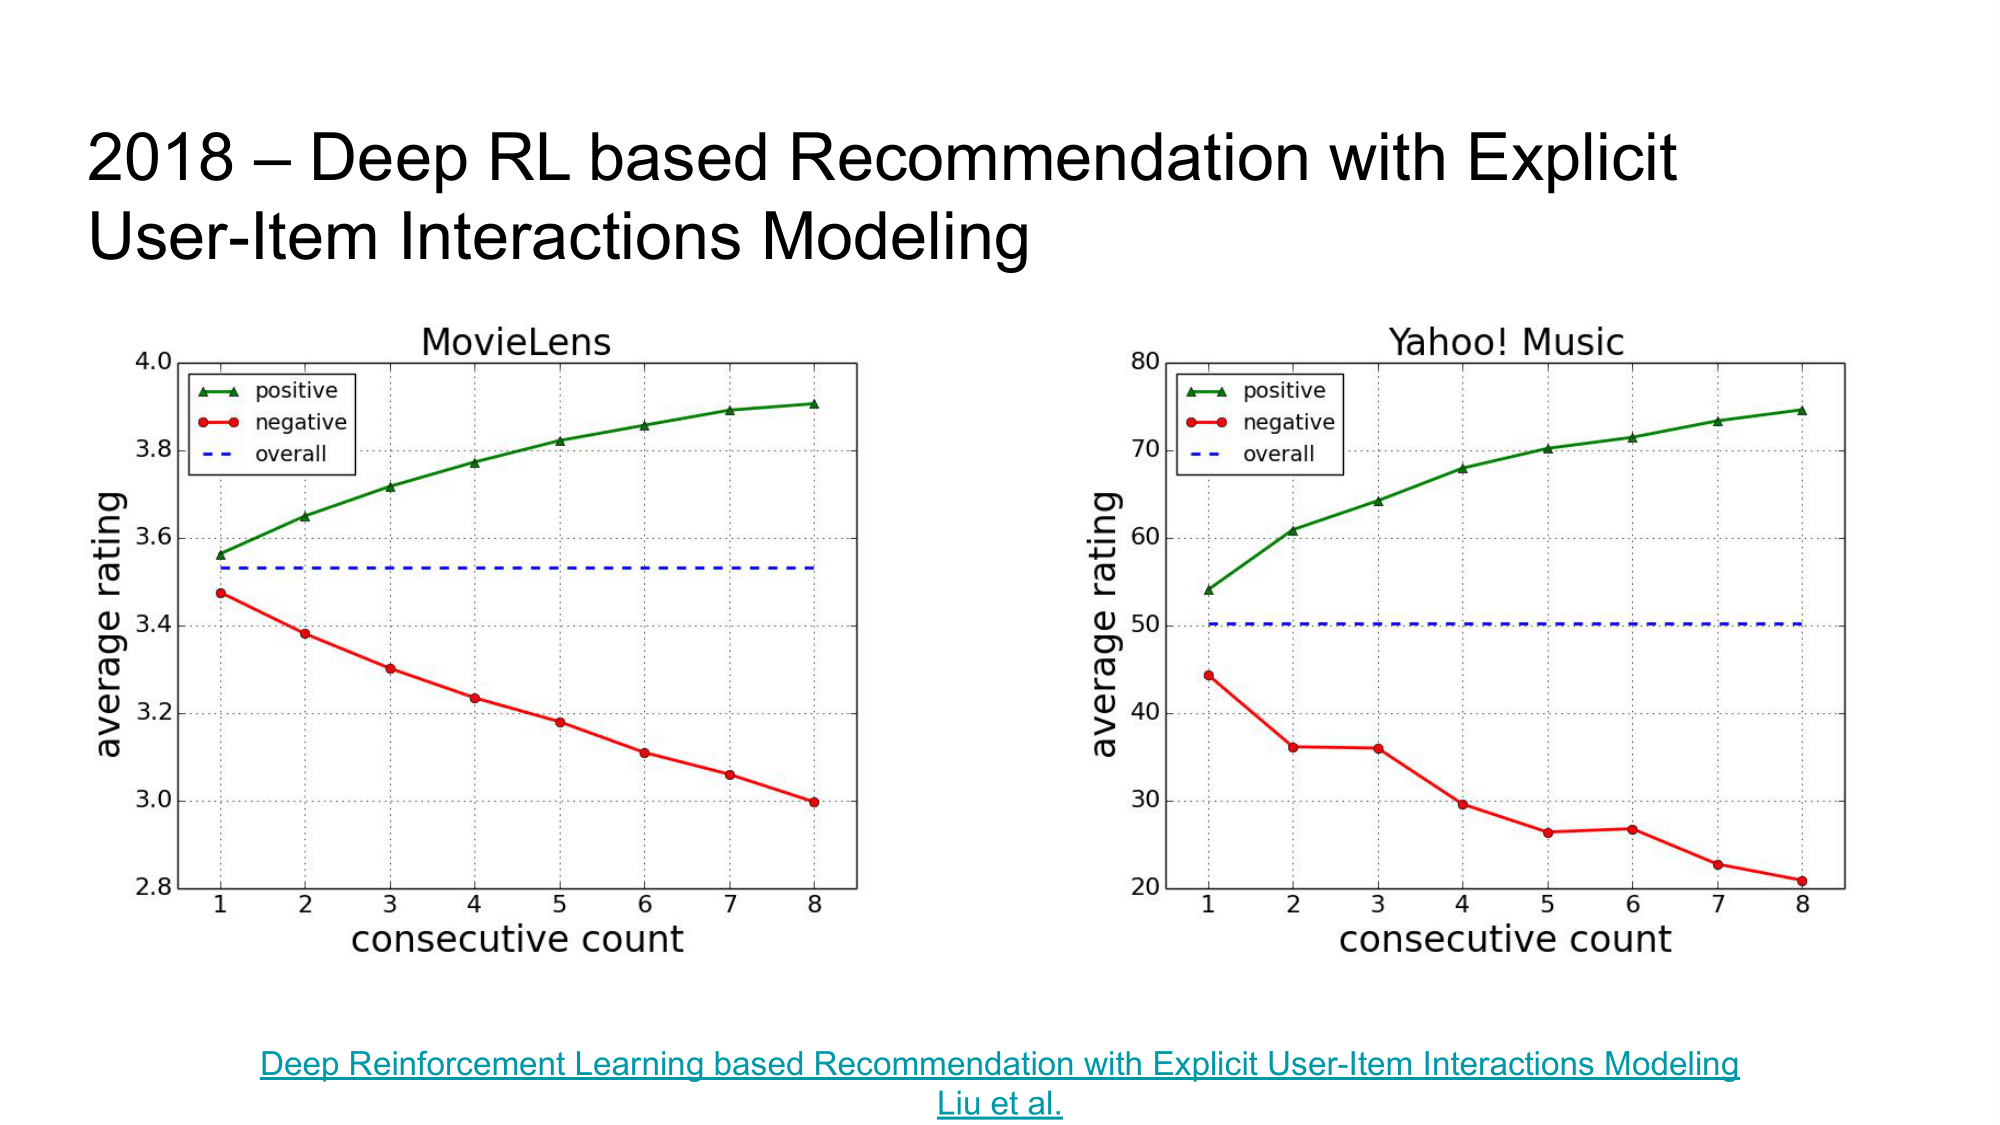 2018 – Deep RL based Recommendation with Explicit
User-Item Interactions Modeling
MovieLens
4.0
3.8
3.6
3.4
3.2
3.0
2.8
average rating
positive
negative
overall
1 2 3 4 5 6 7 8
consecutive count
Yahoo! Music
80
70
60
50
40
30
20
average rating
positive
negative
overall
1 2 3 4 5 6 7 8
consecutive count
Deep Reinforcement Learning based Recommendation with Explicit User-Item Interactions Modeling
Liu et al.